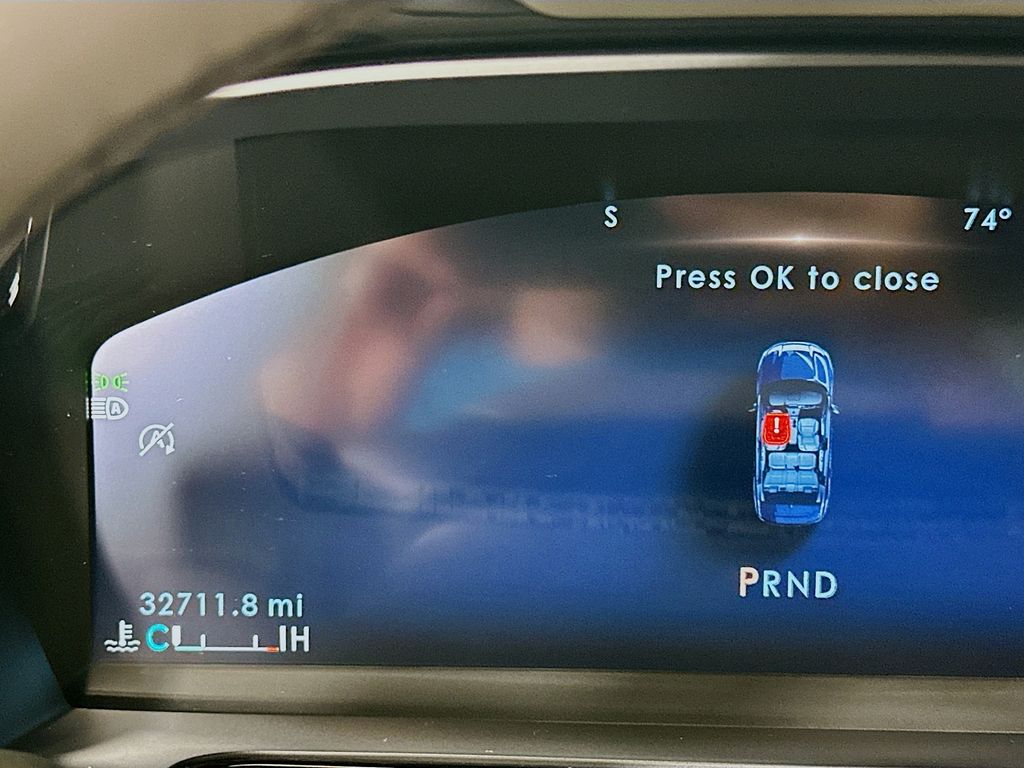 S 74°
Press OK to close
A
A
!
PRND
32711.8 mi
C H